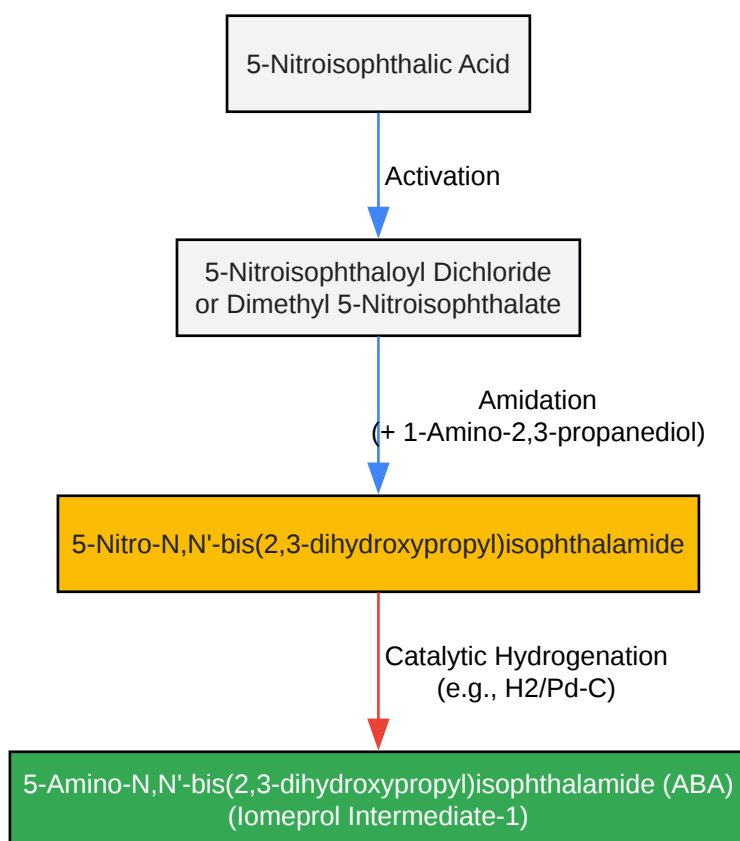 5-Nitroisophthalic Acid
Activation
5-Nitroisophthaloyl Dichloride
or Dimethyl 5-Nitroisophthalate
Amidation
(+ 1-Amino-2,3-propanediol)
5-Nitro-N,N'-bis(2,3-dihydroxypropyl)isophthalamide
Catalytic Hydrogenation
(e.g., H2/Pd-C)
5-Amino-N,N'-bis(2,3-dihydroxypropyl)isophthalamide (ABA)
(Iomeprol Intermediate-1)